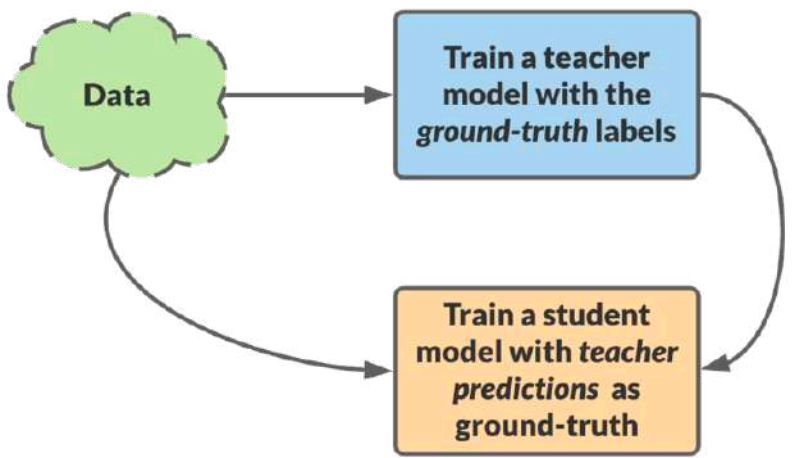 Data
Train a teacher
model with the
ground-truth labels
Train a student
model with teacher
predictions as
ground-truth